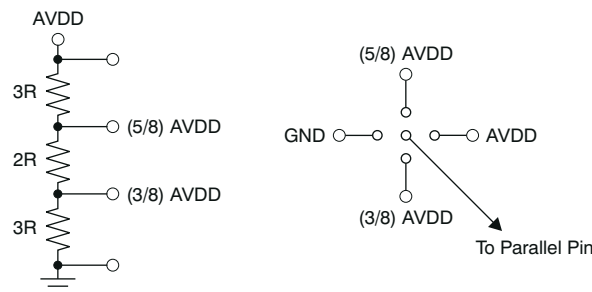 AVDD
3R
(5/8) AVDD
2R
(3/8) AVDD
3R
(5/8) AVDD
GND
AVDD
(3/8) AVDD
To Parallel Pin